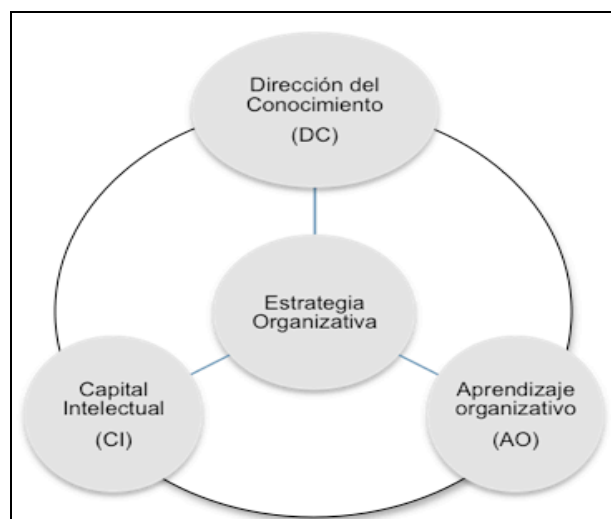 Dirección del
Conocimiento
(DC)
Estrategia
Organizativa
Capital
Intelectual
(CI)
Aprendizaje
organizativo
(AO)